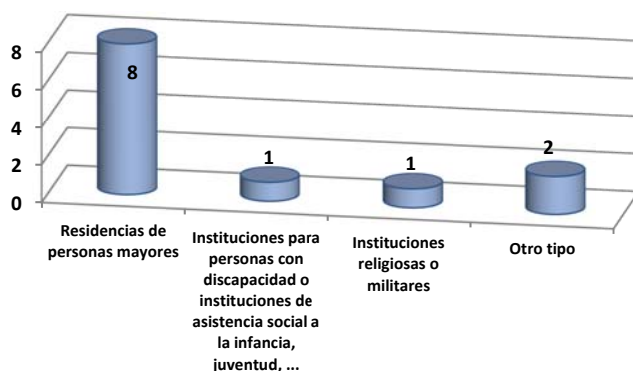 8
6
4
2
0
8
1
1
2
Residencias de
personas mayores
Instituciones para
personas con
discapacidad o
instituciones de
asistencia social a
la infancia,
juventud, ...
Instituciones
religiosas o
militares
Otro tipo